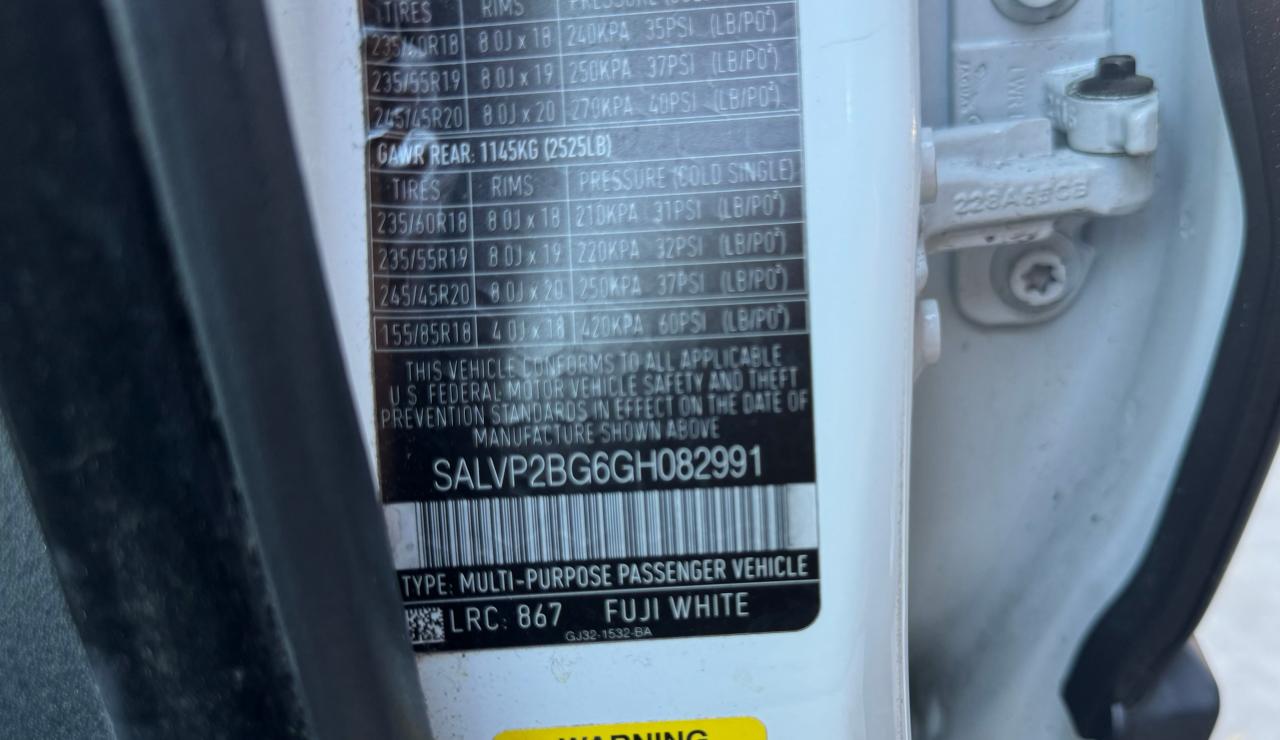 TIRES RIMS PRESSURE
235/60R18 8.0J x 18 240KPA 35PSI (LB/PO²)
235/55R19 8.0J x 19 250KPA 37PSI (LB/PO²)
245/45R20 8.0J x 20 270KPA 40PSI (LB/PO²)
GAWR REAR: 1145KG (2525LB)
TIRES RIMS PRESSURE (COLD SINGLE)
235/60R18 8.0J x 18 210KPA 31PSI (LB/PO²)
235/55R19 8.0J x 19 220KPA 32PSI (LB/PO²)
245/45R20 8.0J x 20 250KPA 37PSI (LB/PO²)
155/85R18 4.0J x 18 420KPA 60PSI (LB/PO²)
THIS VEHICLE CONFORMS TO ALL APPLICABLE
U.S. FEDERAL MOTOR VEHICLE SAFETY AND THEFT
PREVENTION STANDARDS IN EFFECT ON THE DATE OF
MANUFACTURE SHOWN ABOVE
SALVP2BG6GH082991
TYPE: MULTI-PURPOSE PASSENGER VEHICLE
LRC: 867 FUJI WHITE
GJ32-1532-BA
WARNING